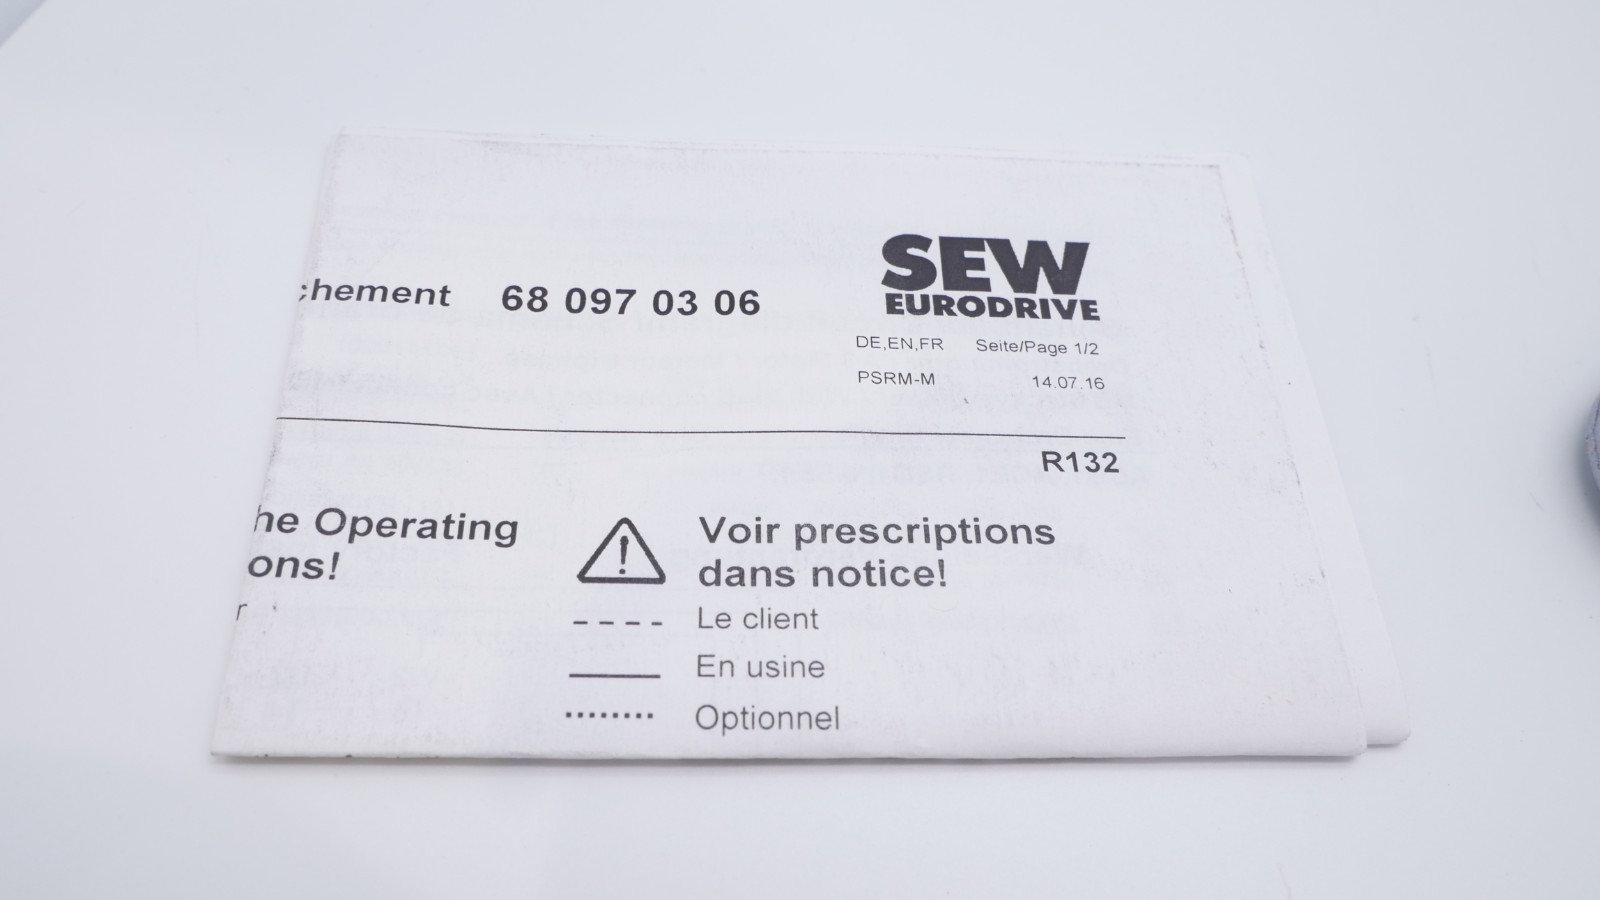 chement 68 097 03 06
SEW
EURODRIVE
DE,EN,FR Seite/Page 1/2
PSRM-M 14.07.16
R132
he Operating
ons!
r
Voir prescriptions
dans notice!
Le client
En usine
Optionnel